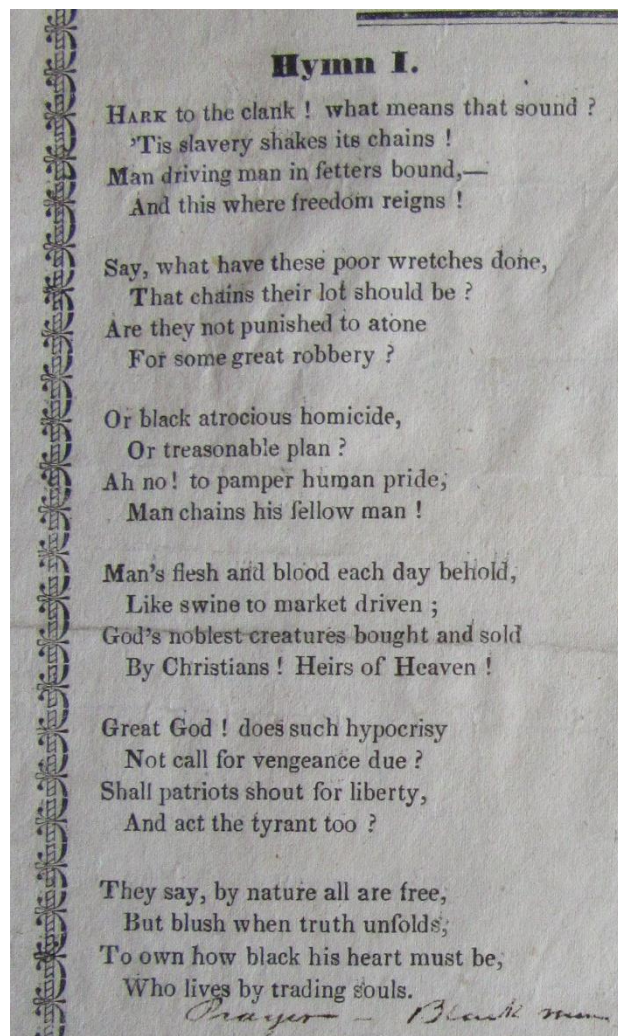 Hymn I.
HARK to the clank ! what means that sound ?
'Tis slavery shakes its chains !
Man driving man in fetters bound,—
And this where freedom reigns !
Say, what have these poor wretches done,
That chains their lot should be ?
Are they not punished to atone
For some great robbery ?
Or black atrocious homicide,
Or treasonable plan ?
Ah no ! to pamper human pride,
Man chains his fellow man !
Man's flesh and blood each day behold,
Like swine to market driven ;
God's noblest creatures bought and sold
By Christians ! Heirs of Heaven !
Great God ! does such hypocrisy
Not call for vengeance due ?
Shall patriots shout for liberty,
And act the tyrant too ?
They say, by nature all are free,
But blush when truth unfolds,
To own how black his heart must be,
Who lives by trading souls.
Prayer – Black man